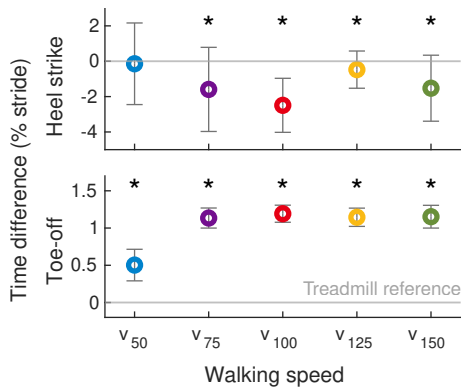 Time difference (% stride)
Heel strike
* * * *
2
0
-2
-4
Toe-off
* * * * *
1.5
1
0.5
0
Treadmill reference
v50 v75 v100 v125 v150
Walking speed